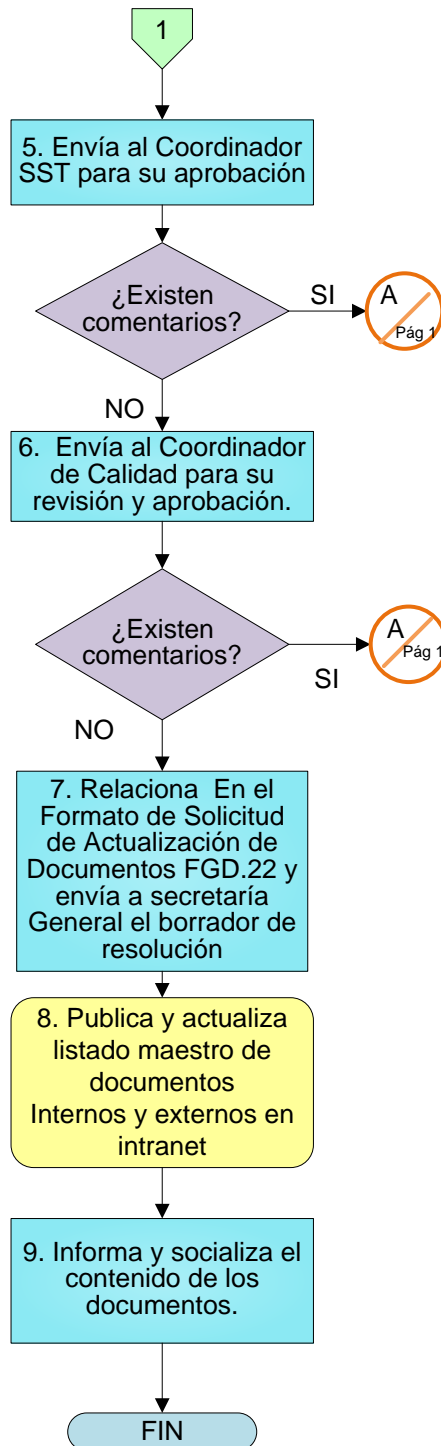 1
5. Envía al Coordinador
SST para su aprobación
¿Existen
comentarios?
SI
A
Pág 1
NO
6. Envía al Coordinador
de Calidad para su
revisión y aprobación.
¿Existen
comentarios?
A
Pág 1
SI
NO
7. Relaciona En el
Formato de Solicitud
de Actualización de
Documentos FGD.22 y
envía a secretaría
General el borrador de
resolución
8. Publica y actualiza
listado maestro de
documentos
Internos y externos en
intranet
9. Informa y socializa el
contenido de los
documentos.
FIN